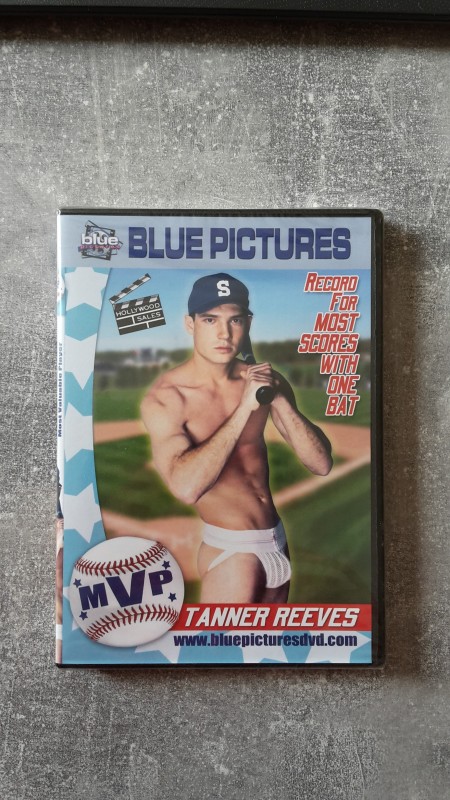 blue
BLUE PICTURES
HOLLYWOOD
SALES
S
RECORD
FOR
MOST
SCORES
WITH
ONE
BAT
Most Valuable Player
MVP
TANNER REEVES
www.bluepicturesdvd.com